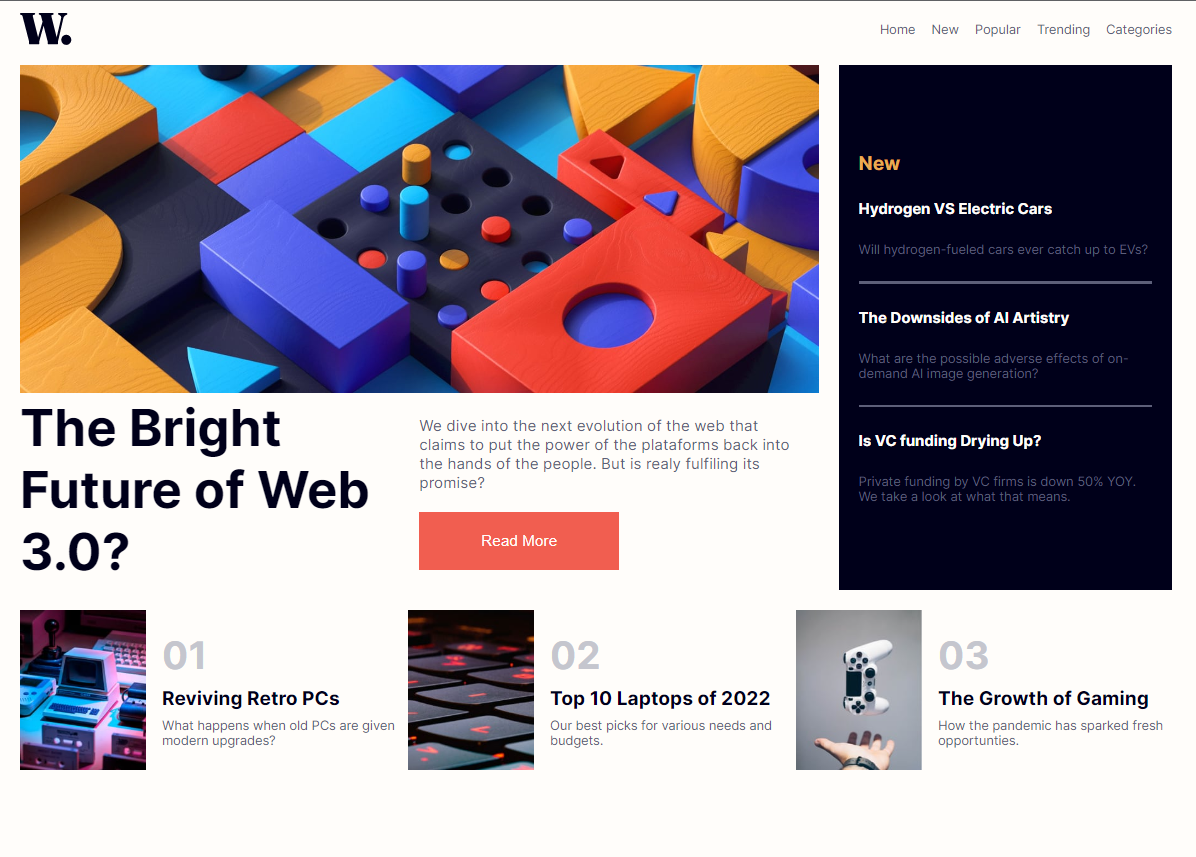 W.
Home New Popular Trending Categories
New
Hydrogen VS Electric Cars
Will hydrogen-fueled cars ever catch up to EVs?
The Downsides of AI Artistry
What are the possible adverse effects of on-
demand AI image generation?
Is VC funding Drying Up?
Private funding by VC firms is down 50% YOY.
We take a look at what that means.
The Bright
Future of Web
3.0?
We dive into the next evolution of the web that
claims to put the power of the plataforms back into
the hands of the people. But is realy fulfiling its
promise?
Read More
01
Reviving Retro PCs
What happens when old PCs are given
modern upgrades?
02
Top 10 Laptops of 2022
Our best picks for various needs and
budgets.
03
The Growth of Gaming
How the pandemic has sparked fresh
opportunties.